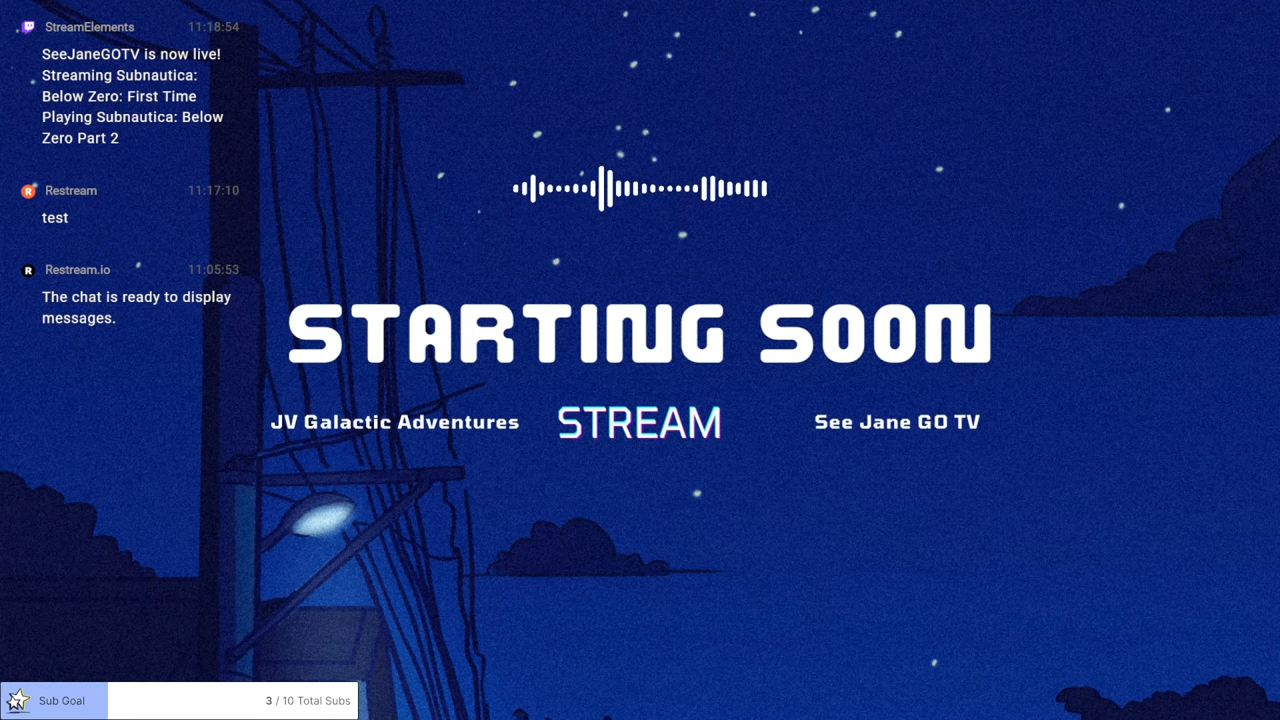 StreamElements 11:18:54
SeeJaneGOTV is now live!
Streaming Subnautica:
Below Zero: First Time
Playing Subnautica: Below
Zero Part 2
R Restream 11:17:10
test
R Restream.io 11:05:53
The chat is ready to display
messages.
STARTING SOON
JV Galactic Adventures STREAM See Jane GO TV
Sub Goal 3 / 10 Total Subs